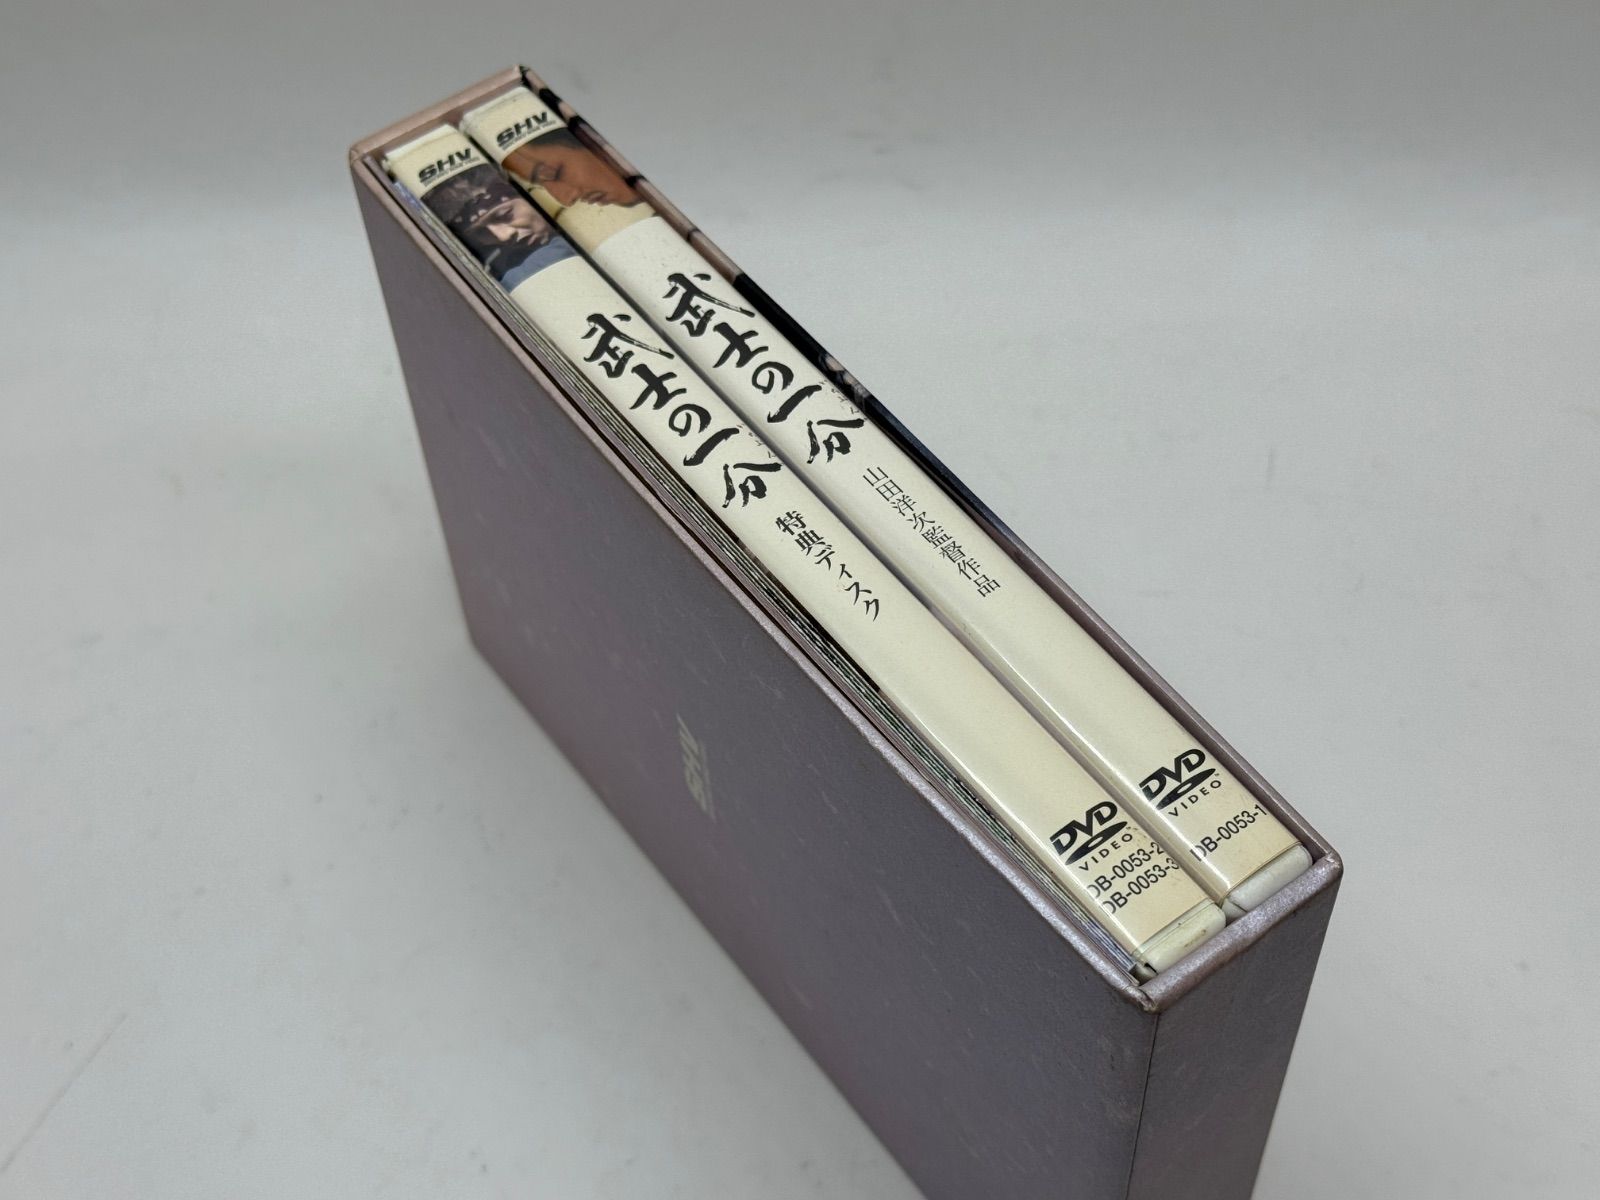 SHV
武士の一分
特典ディスク
DVD
VIDEO
DB-0053-2
DB-0053-3
SHV
武士の一分
山田洋次監督作品
DVD
VIDEO
DB-0053-1
SHV